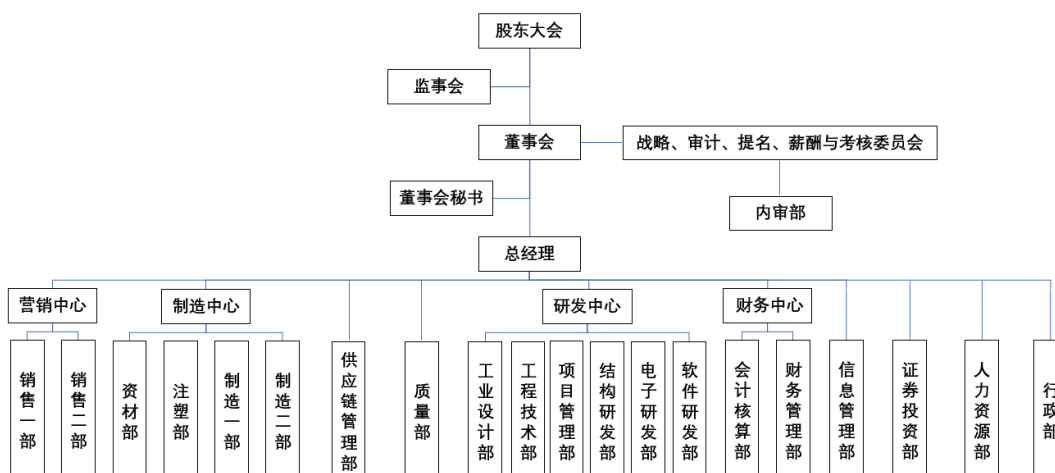 股东大会
监事会
董事会
战略、审计、提名、薪酬与考核委员会
董事会秘书
内审部
总经理
营销中心
制造中心
研发中心
财务中心
销售一部
销售二部
资材部
注塑部
制造一部
制造二部
供应链管理部
质量部
工业设计部
工程技术部
项目管理部
结构研发部
电子研发部
软件研发部
会计核算部
财务管理部
信息管理部
证券投资部
人力资源部
行政部